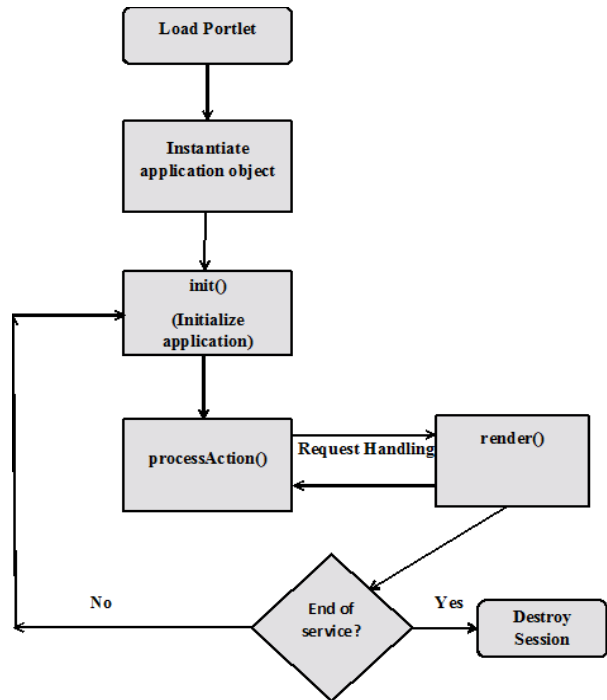 Load Portlet
Instantiate
application object
init()
(Initialize
application)
processAction()
Request Handling
render()
No
End of
service?
Yes
Destroy
Session